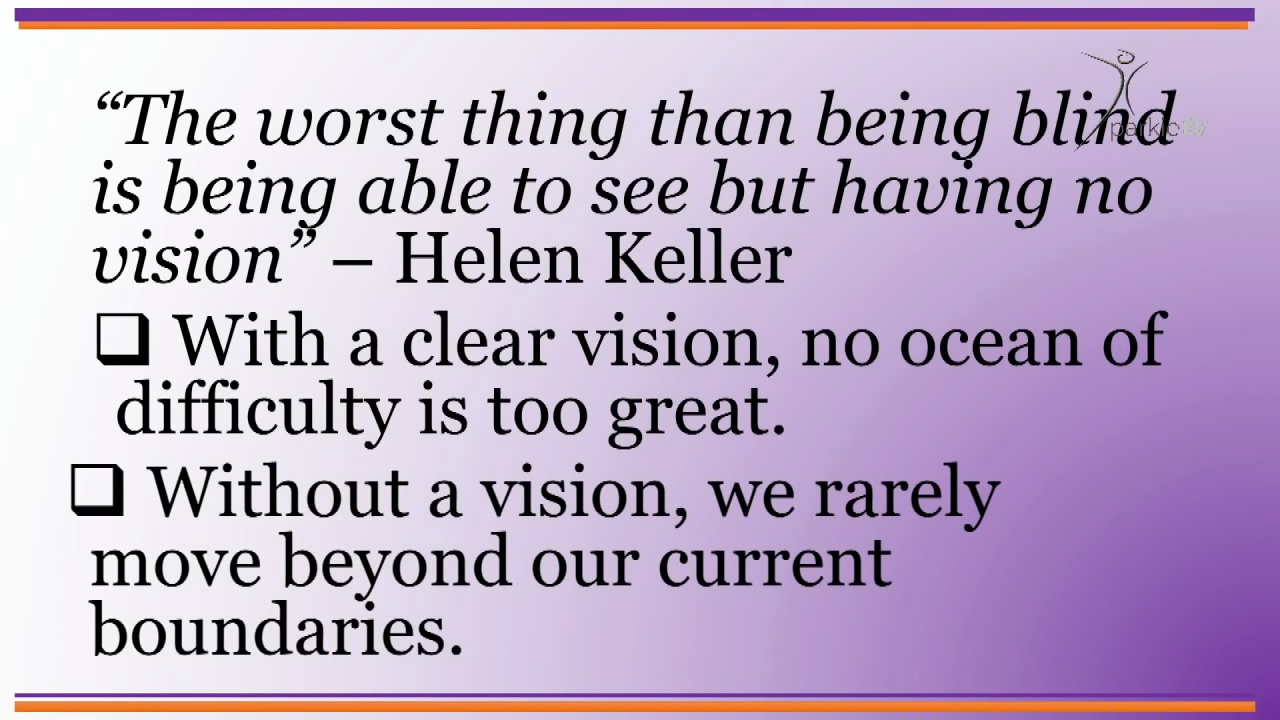 “The worst thing than being blind
is being able to see but having no
vision” – Helen Keller
❑ With a clear vision, no ocean of
difficulty is too great.
❑ Without a vision, we rarely
move beyond our current
boundaries.